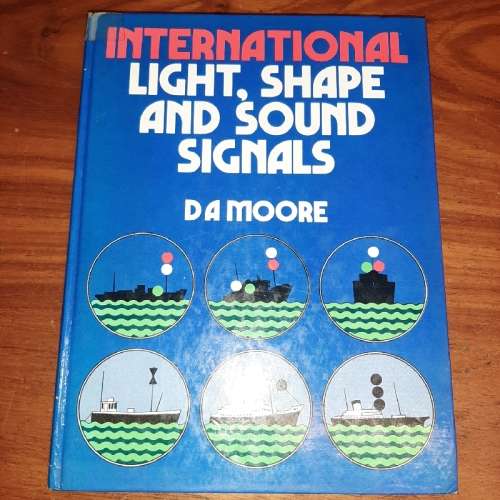 INTERNATIONAL
LIGHT, SHAPE
AND SOUND
SIGNALS
D A MOORE